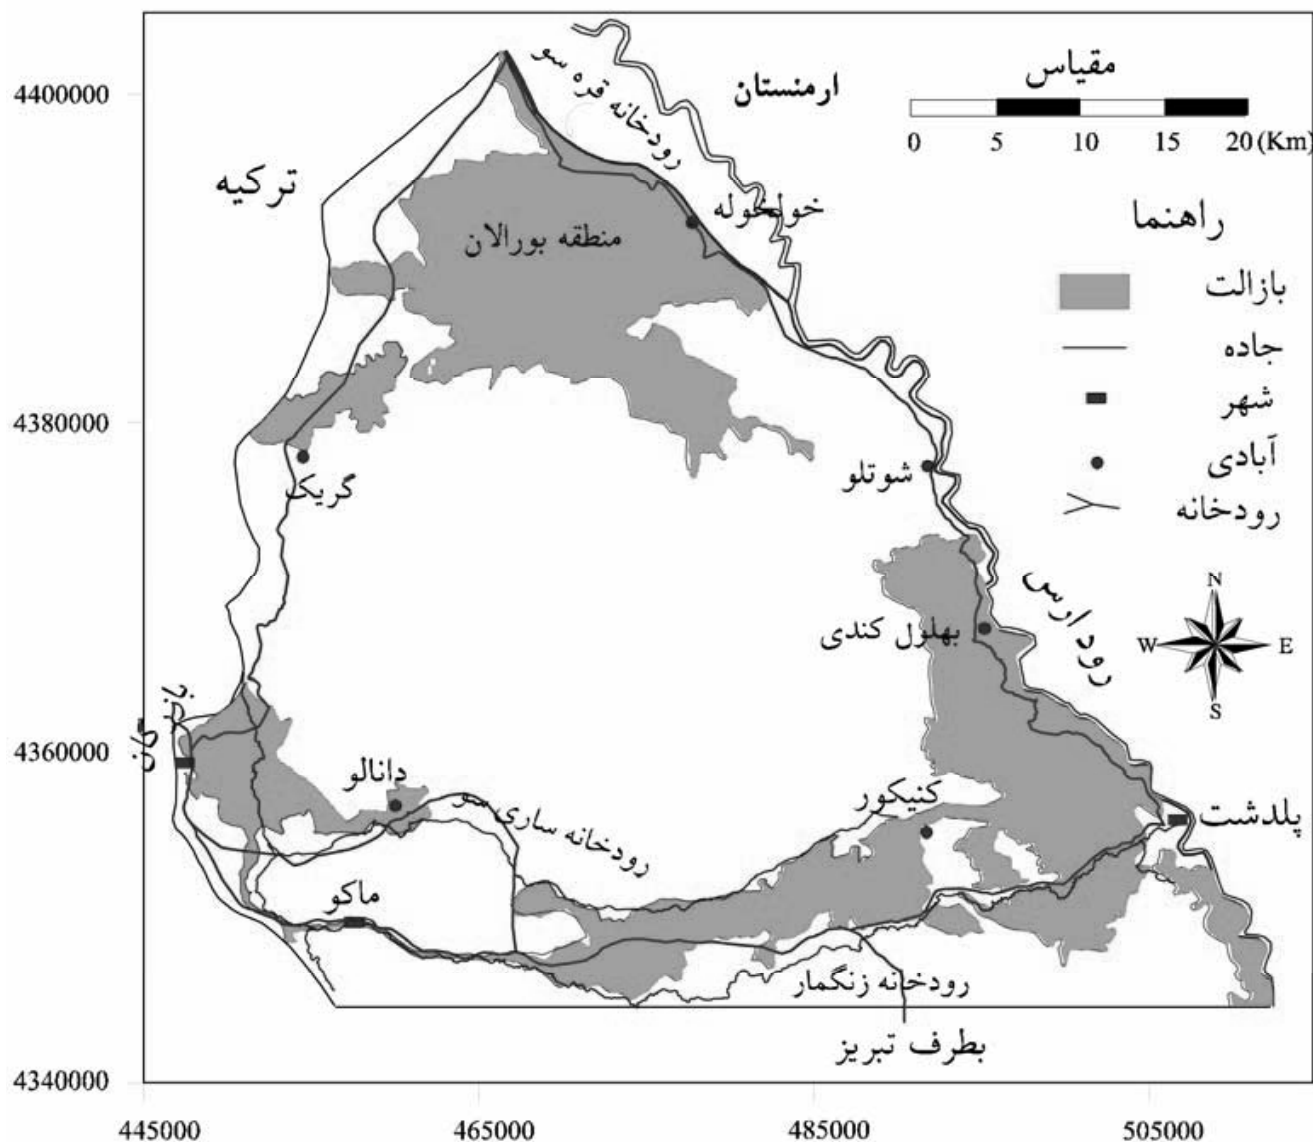 مقیاس
0 5 10 15 20 (Km)
ارمنستان
رودخانه قره سو
4400000
ترکیه
راهنما
خولخوله
منطقه بورالان
بازالت
جاده
شهر
4380000
آبادی
شوتلو
گریک
رودخانه
رود ارس
N
W E
S
بهلول کندی
4360000
دانالو
کنیکور
رودخانه ساری سو
پلدشت
ماکو
رودخانه زنگمار
بطرف تبریز
4340000
445000 465000 485000 505000